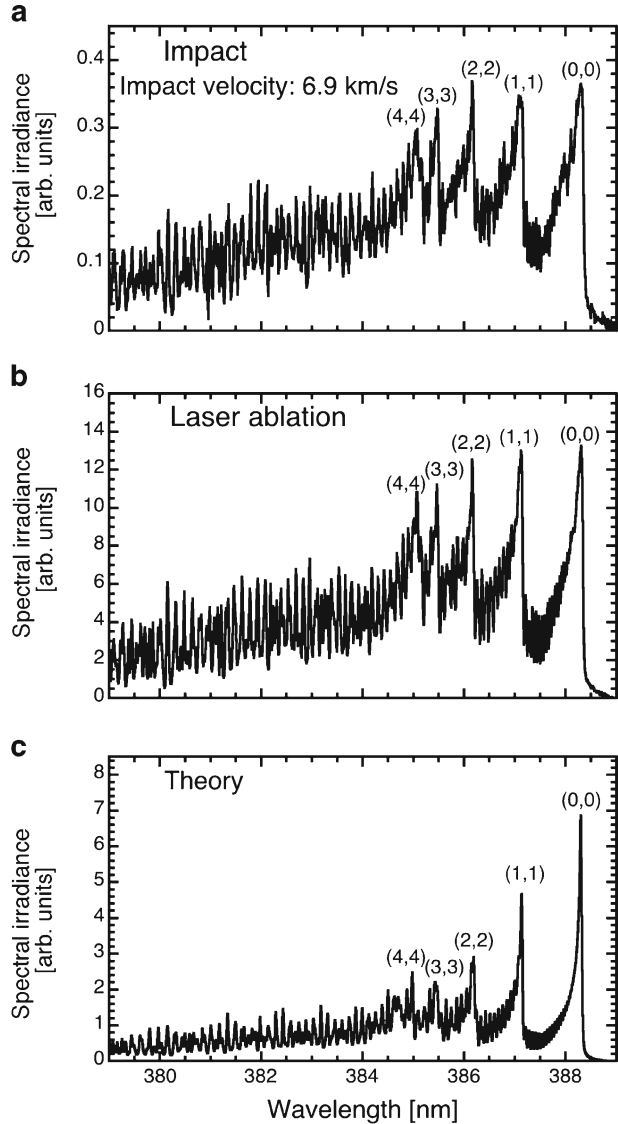 a
Impact
Impact velocity: 6.9 km/s
(0,0)
(1,1)
(2,2)
(3,3)
(4,4)
0.4
0.3
0.2
0.1
0
Spectral irradiance
[arb. units]
b
Laser ablation
(0,0)
(1,1)
(2,2)
(3,3)
(4,4)
16
14
12
10
8
6
4
2
0
Spectral irradiance
[arb. units]
c
Theory
(0,0)
(1,1)
(2,2)
(3,3)
(4,4)
8
7
6
5
4
3
2
1
0
Spectral irradiance
[arb. units]
380 382 384 386 388
Wavelength [nm]